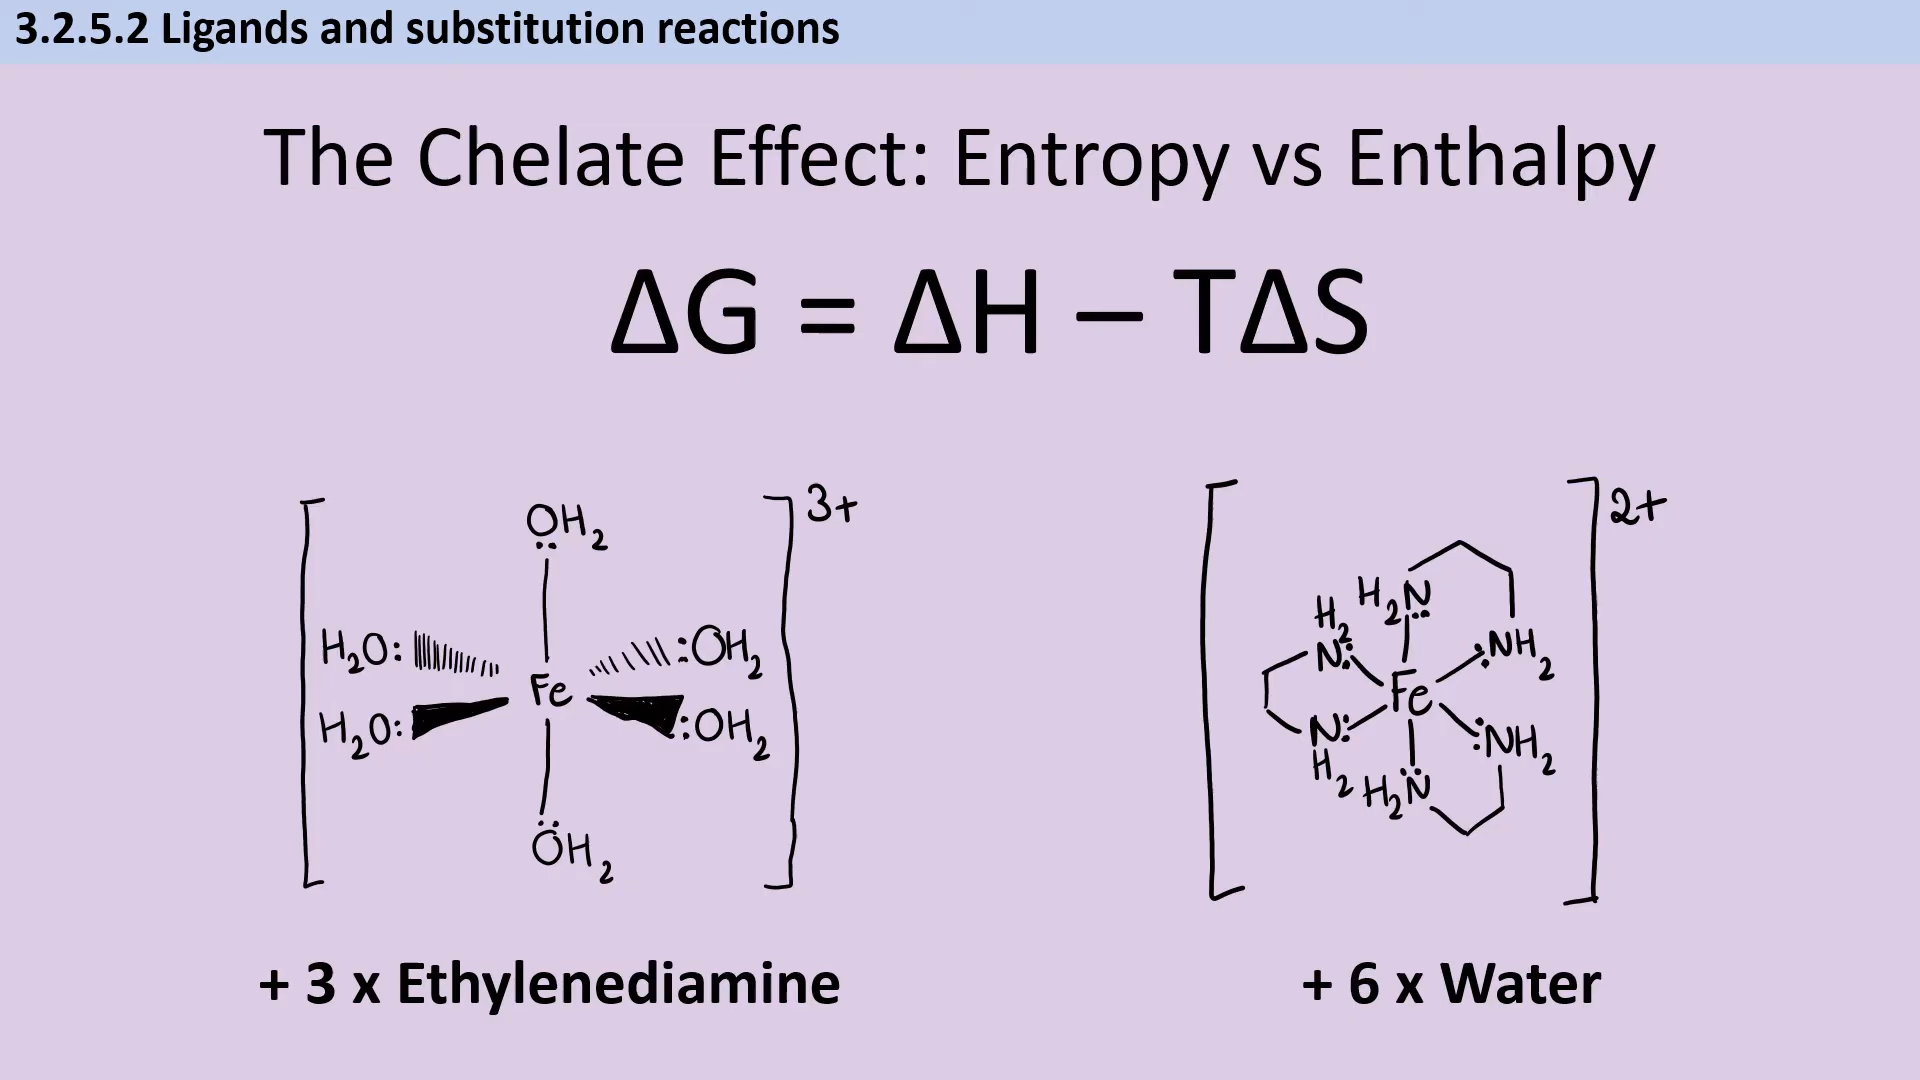 3.2.5.2 Ligands and substitution reactions
The Chelate Effect: Entropy vs Enthalpy
ΔG = ΔH – TΔS
3+
OH2
H2O: :OH2
Fe
H2O: :OH2
OH2
2+
H2N
H2
N: :NH2
Fe
N: :NH2
H2
H2N
+ 3 x Ethylenediamine
+ 6 x Water